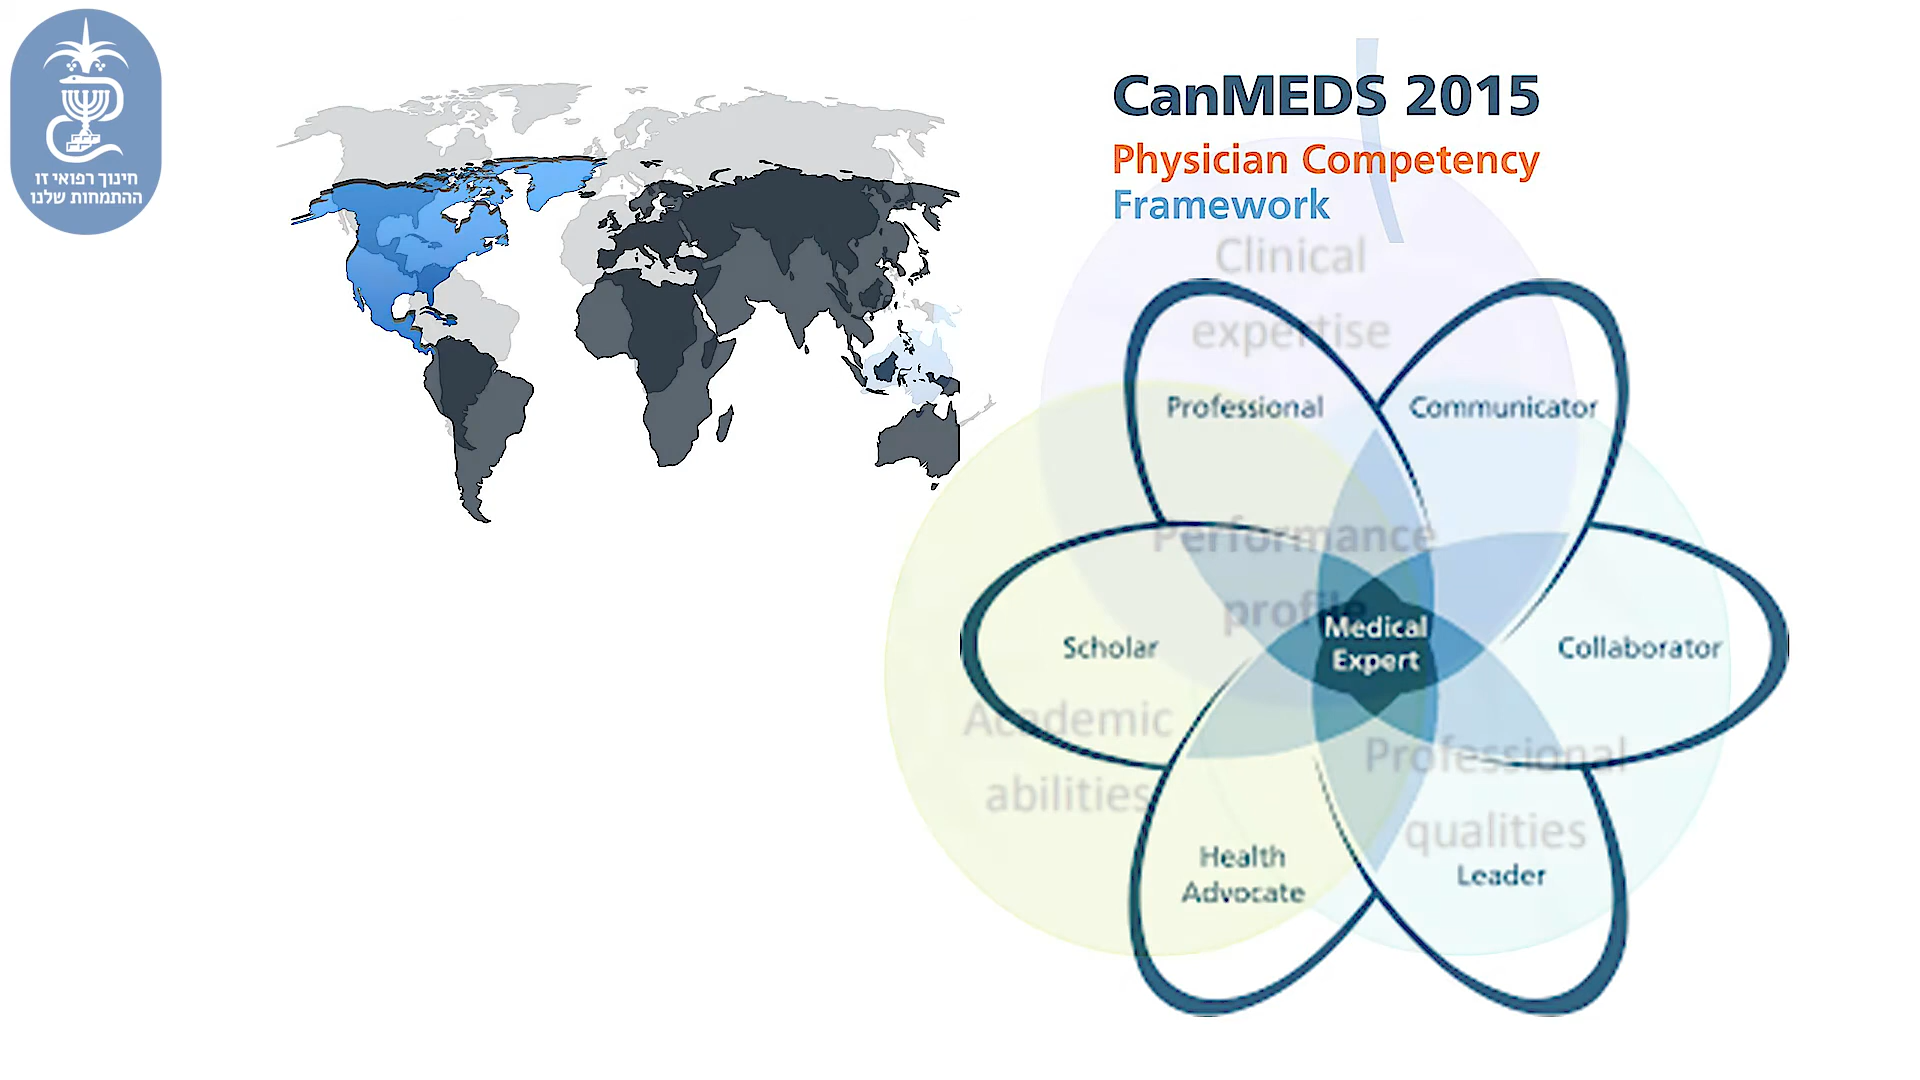 חינוך רפואי זו
ההתמחות שלנו
CanMEDS 2015
Physician Competency
Framework
Clinical
expertise
Professional
Communicator
Performance
profile
Medical
Expert
Scholar
Collaborator
Academic
abilities
Professional
qualities
Health
Advocate
Leader